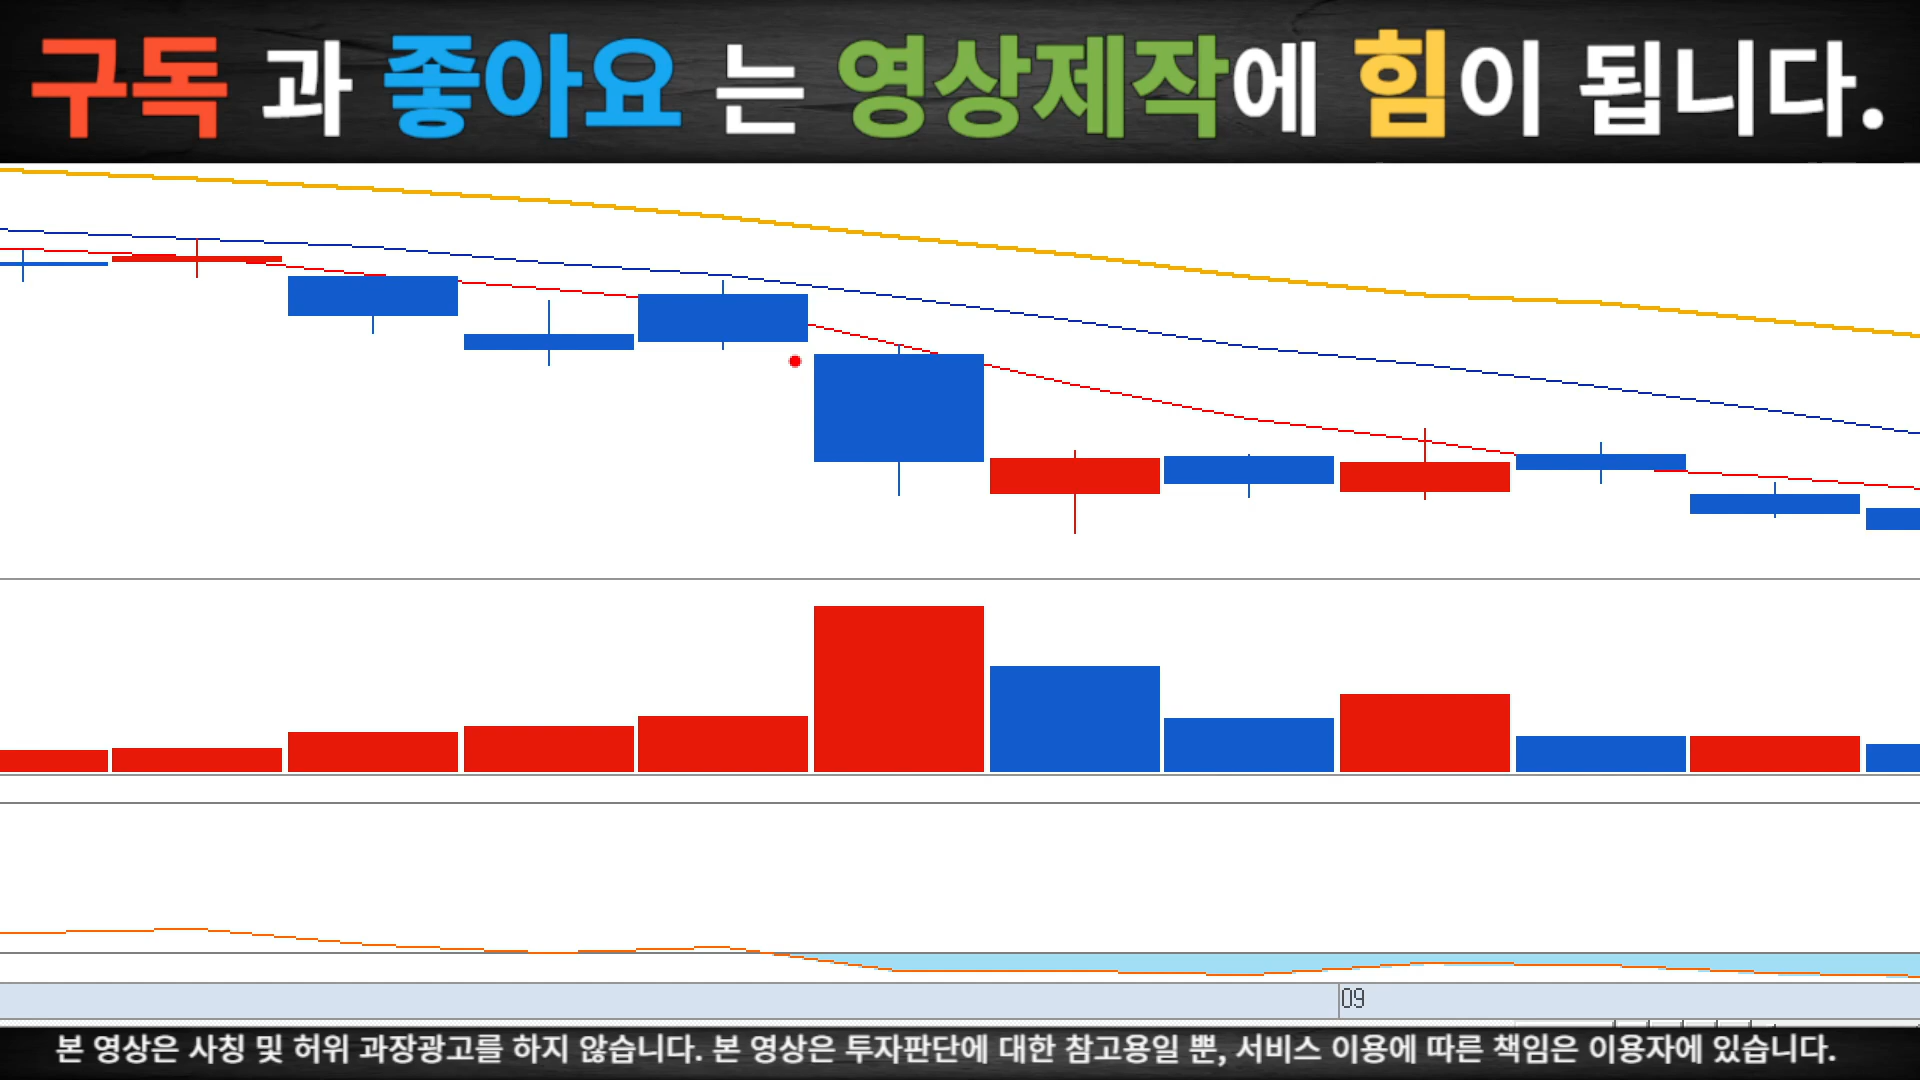 구독 과 좋아요 는 영상제작에 힘이 됩니다.
09
본 영상은 사칭 및 허위 과장광고를 하지 않습니다. 본 영상은 투자판단에 대한 참고용일 뿐, 서비스 이용에 따른 책임은 이용자에 있습니다.